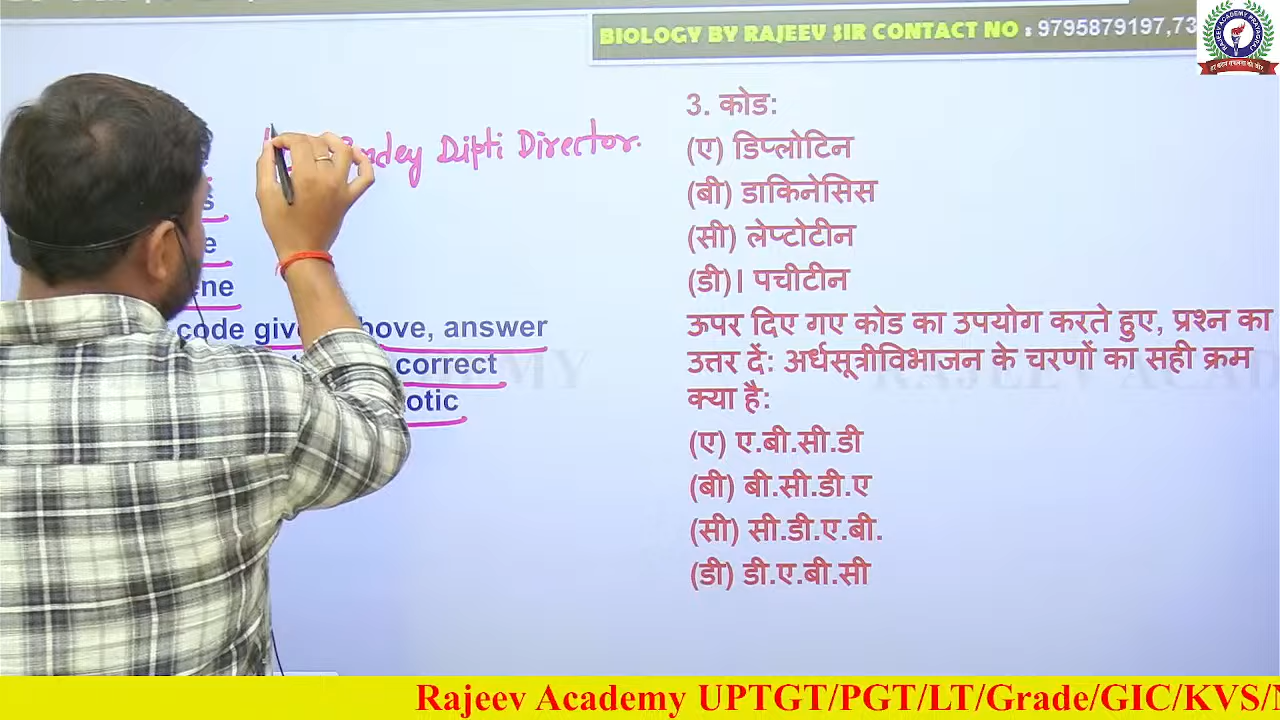 BIOLOGY BY RAJEEV SIR CONTACT NO : 9795879197,73
Dipti Director.
code give bove, answer
correct
otic
3. कोड:
(ए) डिप्लोटिन
(बी) डाकिनेसिस
(सी) लेप्टोटीन
(डी)। पचीटीन
ऊपर दिए गए कोड का उपयोग करते हुए, प्रश्न का
उत्तर दें: अर्धसूत्रीविभाजन के चरणों का सही क्रम
क्या है:
(ए) ए.बी.सी.डी
(बी) बी.सी.डी.ए
(सी) सी.डी.ए.बी.
(डी) डी.ए.बी.सी
Rajeev Academy UPTGT/PGT/LT/Grade/GIC/KVS/